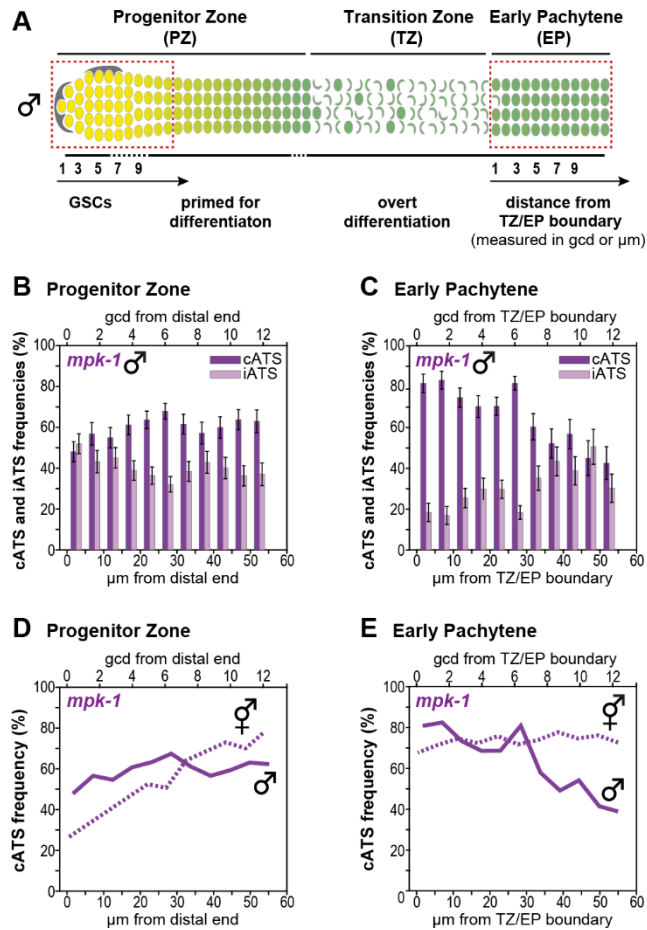 A
Progenitor Zone Transition Zone Early Pachytene
(PZ) (TZ) (EP)
♂
1 3 5 7 9 1 3 5 7 9
GSCs primed for overt distance from
differentiaton differentiation TZ/EP boundary
(measured in gcd or µm)
B Progenitor Zone
gcd from distal end
0 2 4 6 8 10 12
mpk-1 ♂
cATS
iATS
cATS and iATS frequencies (%)
100
80
60
40
20
0
0 10 20 30 40 50 60
µm from distal end
C Early Pachytene
gcd from TZ/EP boundary
0 2 4 6 8 10 12
mpk-1 ♂
cATS
iATS
cATS and iATS frequencies (%)
100
80
60
40
20
0
0 10 20 30 40 50 60
µm from TZ/EP boundary
D Progenitor Zone
gcd from distal end
0 2 4 6 8 10 12
mpk-1
⚥
♂
cATS frequency (%)
100
80
60
40
20
0
0 10 20 30 40 50 60
µm from distal end
E Early Pachytene
gcd from TZ/EP boundary
0 2 4 6 8 10 12
mpk-1
⚥
♂
cATS frequency (%)
100
80
60
40
20
0
0 10 20 30 40 50 60
µm from TZ/EP boundary